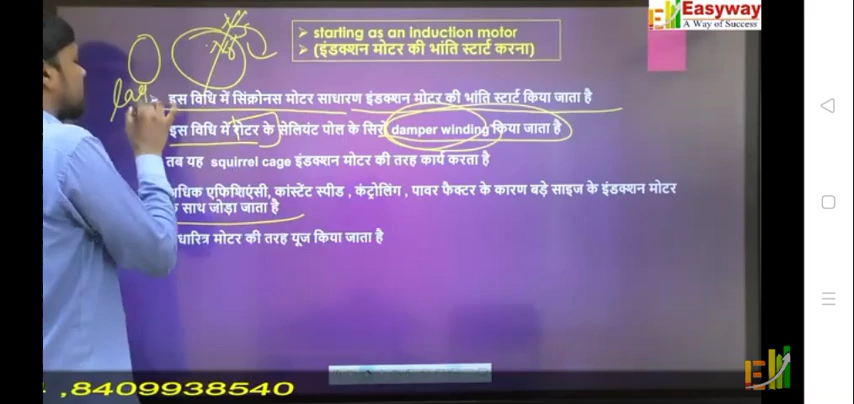 Easyway
A Way of Success
➢ starting as an induction motor
➢ (इंडक्शन मोटर की भांति स्टार्ट करना)
इस विधि में सिंक्रोनस मोटर साधारण इंडक्शन मोटर की भांति स्टार्ट किया जाता है
इस विधि में रोटर के सेलियंट पोल के सिरों damper winding किया जाता है
तब यह squirrel cage इंडक्शन मोटर की तरह कार्य करता है
अधिक एफिशिएंसी, कांस्टेंट स्पीड , कंट्रोलिंग , पावर फैक्टर के कारण बड़े साइज के इंडक्शन मोटर
के साथ जोड़ा जाता है
धारित्र मोटर की तरह यूज किया जाता है
,8409938540